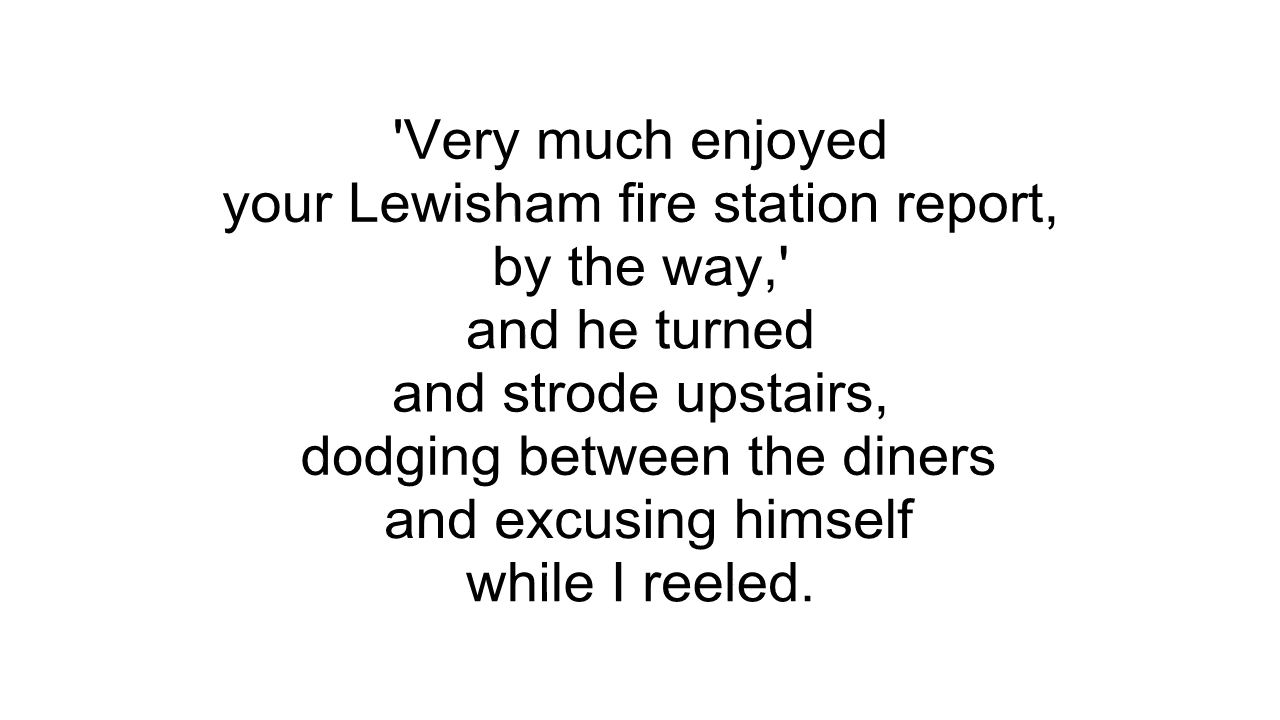 'Very much enjoyed
your Lewisham fire station report,
by the way,'
and he turned
and strode upstairs,
dodging between the diners
and excusing himself
while I reeled.